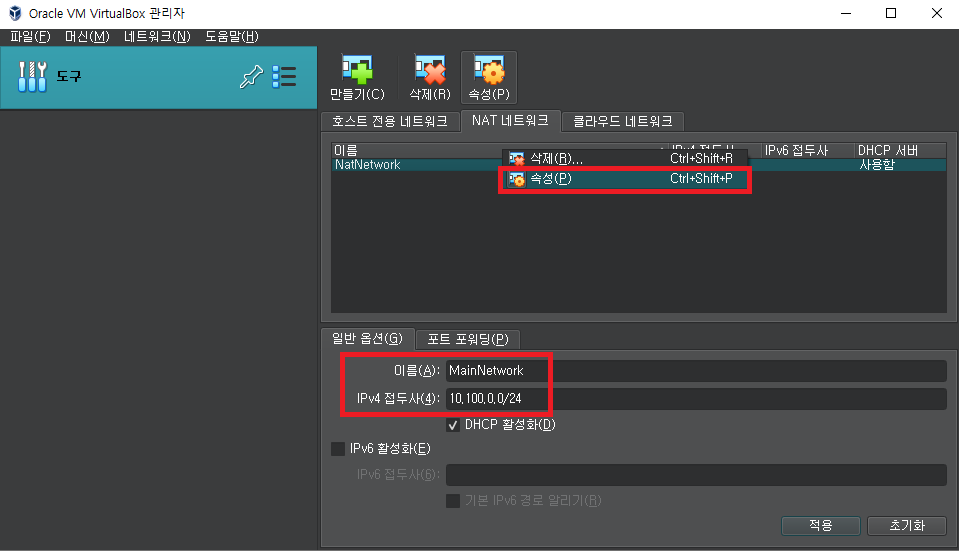 Oracle VM VirtualBox 관리자
파일(F) 머신(M) 네트워크(N) 도움말(H)
도구
만들기(C) 삭제(R) 속성(P)
호스트 전용 네트워크 NAT 네트워크 클라우드 네트워크
이름 IPv4 접두사 IPv6 접두사 DHCP 서버
NatNetwork 사용함
삭제(R)... Ctrl+Shift+R
속성(P) Ctrl+Shift+P
일반 옵션(G) 포트 포워딩(P)
이름(A): MainNetwork
IPv4 접두사(4): 10,100,0,0/24
DHCP 활성화(D)
IPv6 활성화(E)
IPv6 접두사(6):
기본 IPv6 경로 알리기(R)
적용 초기화